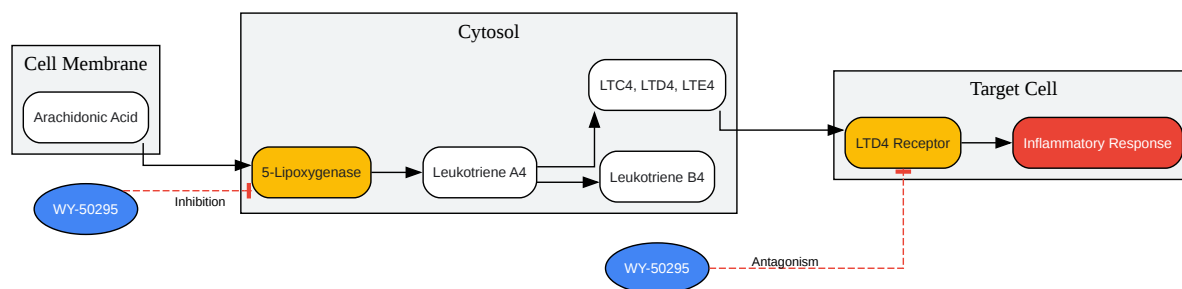 Cell Membrane
Arachidonic Acid
WY-50295
Inhibition
Cytosol
5-Lipoxygenase
Leukotriene A4
LTC4, LTD4, LTE4
Leukotriene B4
WY-50295
Antagonism
Target Cell
LTD4 Receptor
Inflammatory Response